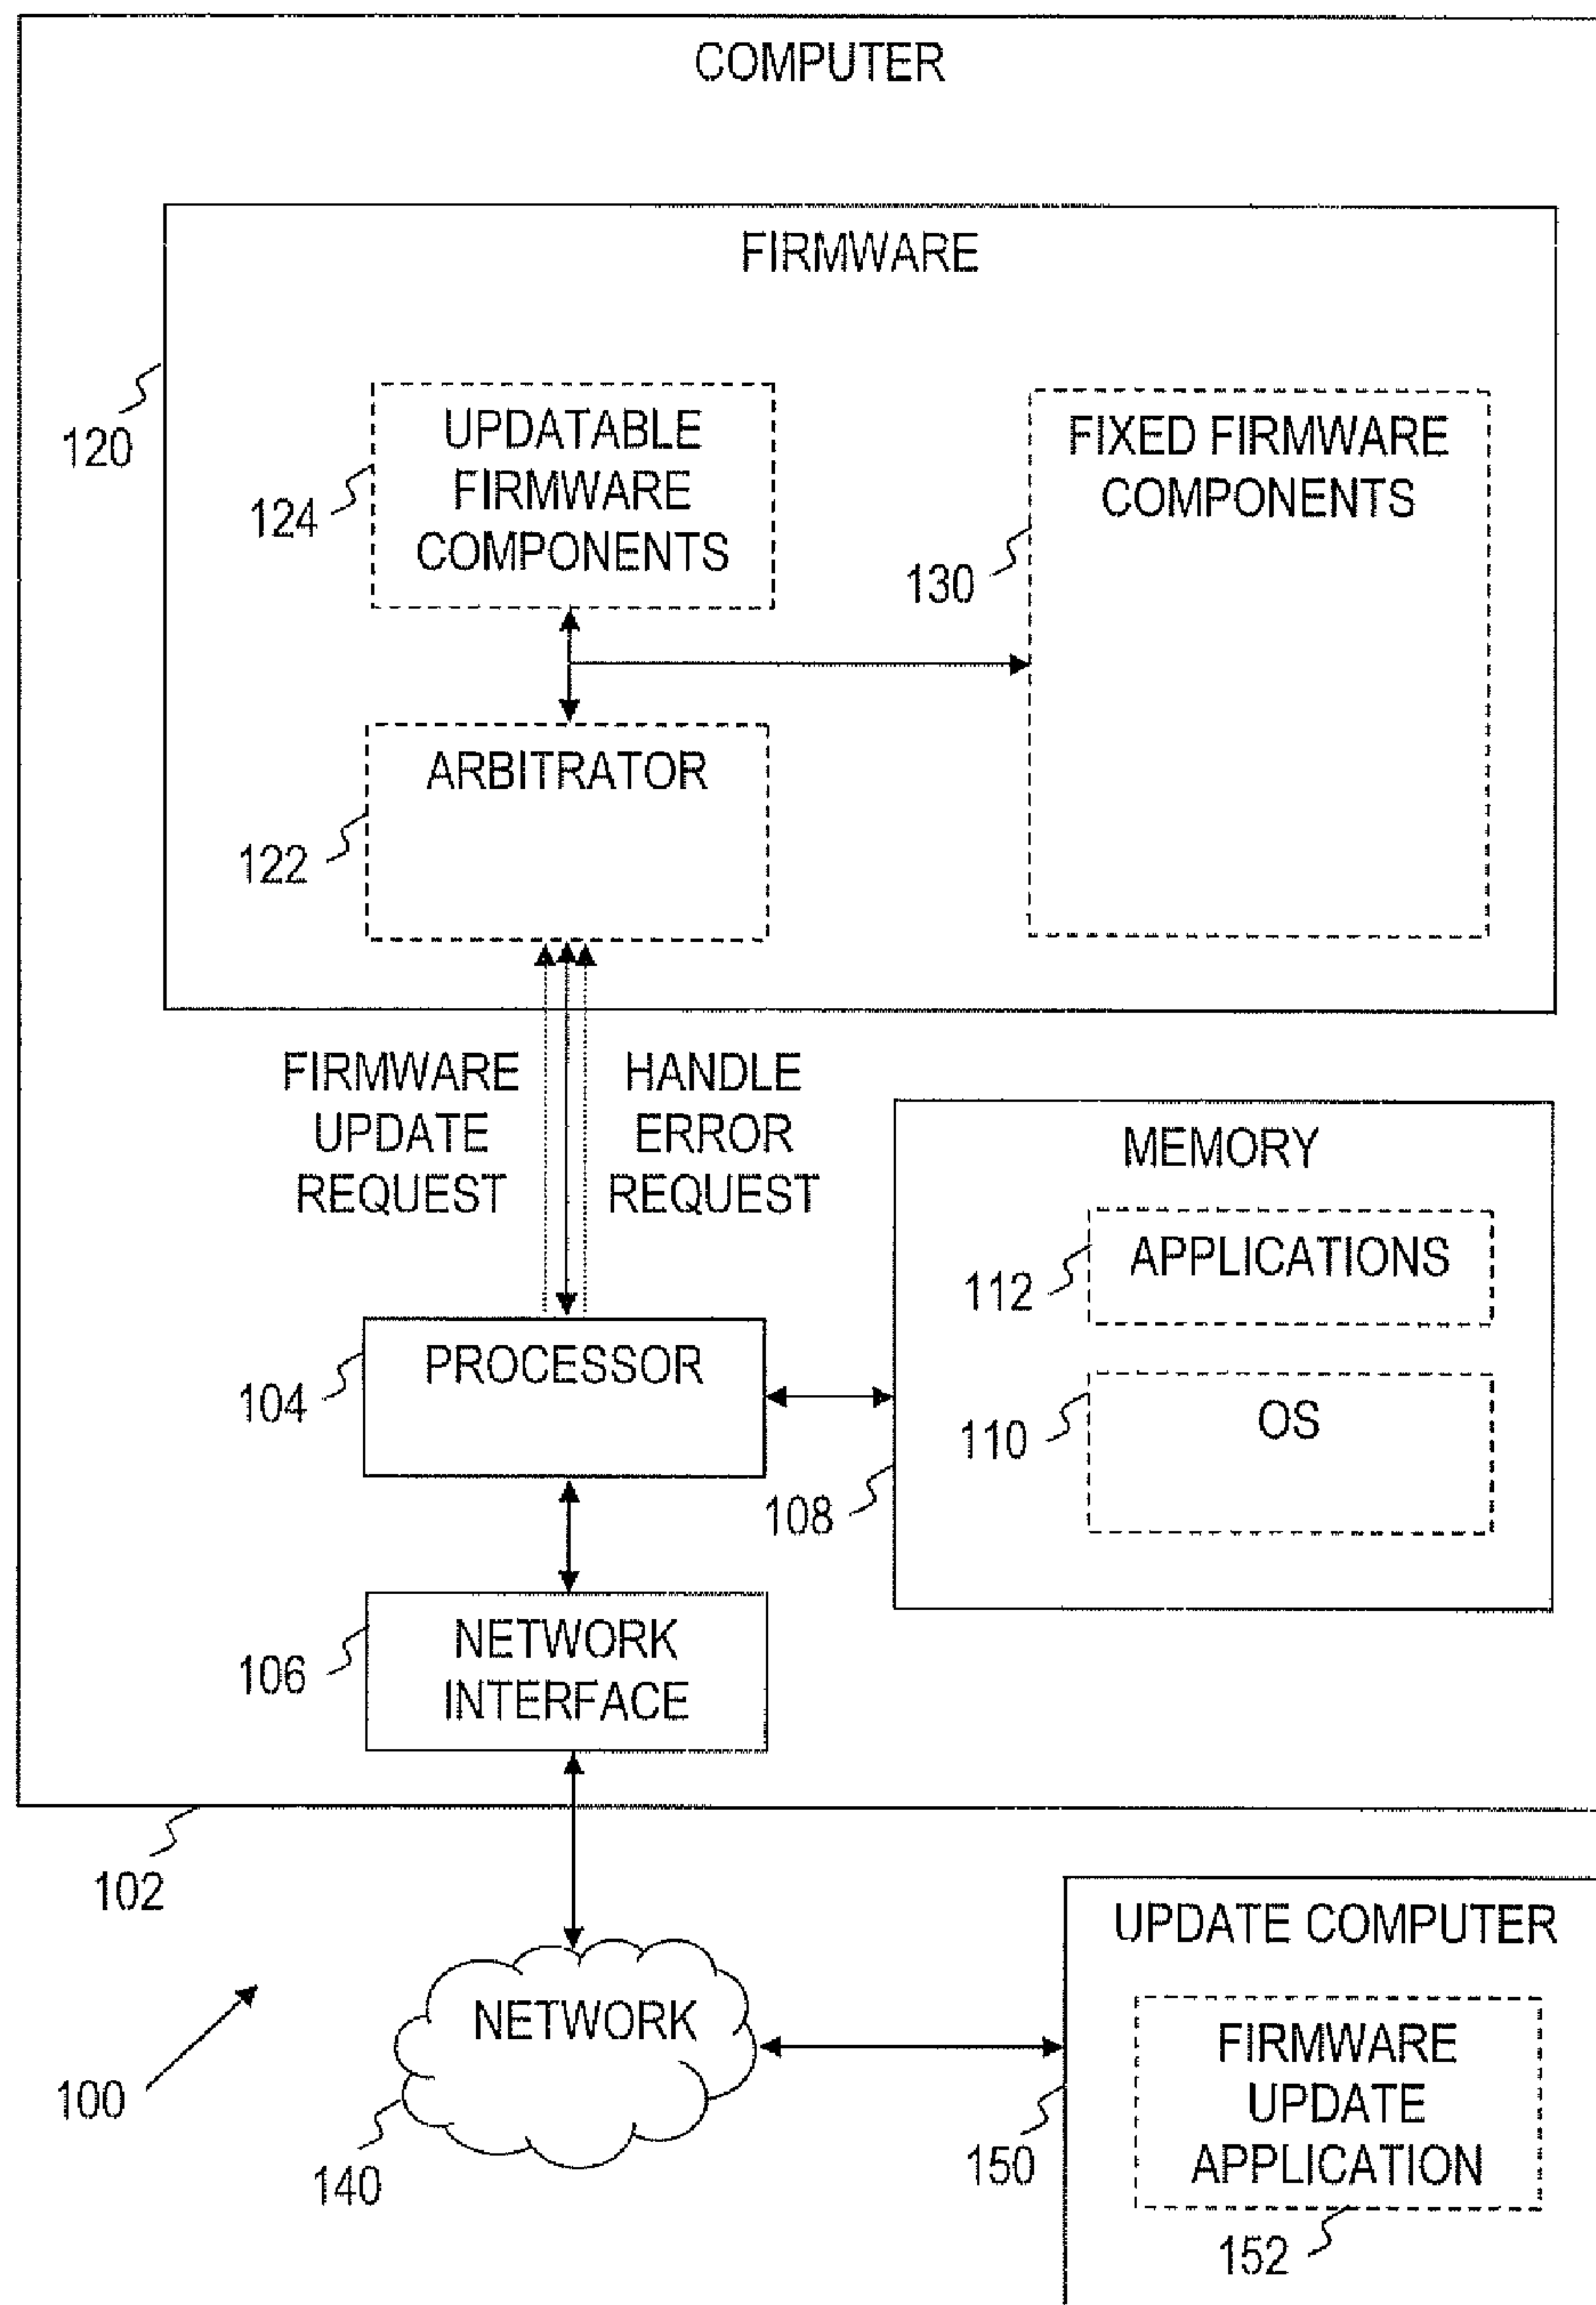 COMPUTER
FIRMWARE
120
UPDATABLE
FIRMWARE
COMPONENTS
124
FIXED FIRMWARE
COMPONENTS
130
ARBITRATOR
122
FIRMWARE
UPDATE
REQUEST
HANDLE
ERROR
REQUEST
MEMORY
APPLICATIONS
112
OS
110
108
PROCESSOR
104
NETWORK
INTERFACE
106
102
UPDATE COMPUTER
FIRMWARE
UPDATE
APPLICATION
152
150
NETWORK
140
100